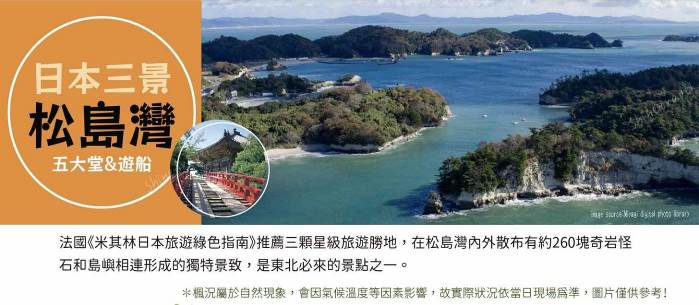 日本三景
松島灣
五大堂&遊船
image source:Miyagi digital photo library
法國《米其林日本旅遊綠色指南》推薦三顆星級旅遊勝地，在松島灣內外散布有約260塊奇岩怪
石和島嶼相連形成的獨特景致，是東北必來的景點之一。
＊楓況屬於自然現象，會因氣候溫度等因素影響，故實際狀況依當日現場為準，圖片僅供參考!